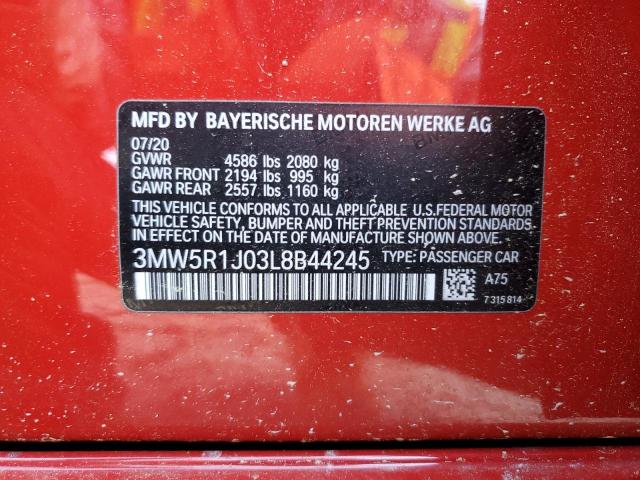 MFD BY BAYERISCHE MOTOREN WERKE AG
07/20
GVWR 4586 lbs 2080 kg
GAWR FRONT 2194 lbs 995 kg
GAWR REAR 2557 lbs 1160 kg
THIS VEHICLE CONFORMS TO ALL APPLICABLE U.S.FEDERAL MOTOR
VEHICLE SAFETY, BUMPER AND THEFT PREVENTION STANDARDS
IN EFFECT ON THE DATE OF MANUFACTURE SHOWN ABOVE.
3MW5R1J03L8B44245 TYPE: PASSENGER CAR
A75
7315814